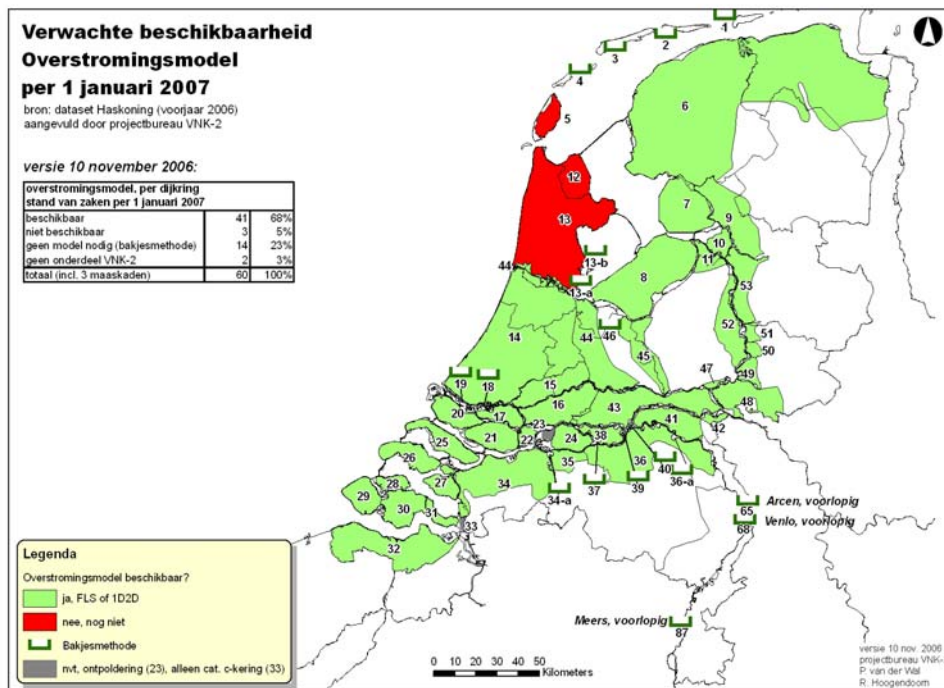 Verwachte beschikbaarheid
Overstromingsmodel
per 1 januari 2007
bron: dataset Haskoning (voorjaar 2006)
aangevuld door projectbureau VNK-2
versie 10 november 2006:
overstromingsmodel, per dijkring
stand van zaken per 1 januari 2007
beschikbaar 41 68%
niet beschikbaar 3 5%
geen model nodig (bakjesmethode) 14 23%
geen onderdeel VNK-2 2 3%
totaal (incl. 3 maaskaden) 60 100%
1
2
3
4
5
6
12
7
13
9
10
13-b
11
44
8
13-a
53
46
52
14
44
51
50
45
47
49
19
18
15
48
20
16
17
43
41
23
42
21
22
24
38
25
35
36
40
26
36-a
27
34
37
39
28
34-a
29
30
31
65
Arcen, voorlopig
68
Venlo, voorlopig
33
32
Meers, voorlopig
87
Legenda
Overstromingsmodel beschikbaar?
ja, FLS of 1D2D
nee, nog niet
Bakjesmethode
nvt, ontpoldering (23), alleen cat. c-kering (33)
0 10 20 30 40 50
Kilometers
versie 10 nov. 2006
projectbureau VNK-
P. van der Wal
R. Hoogendoorn